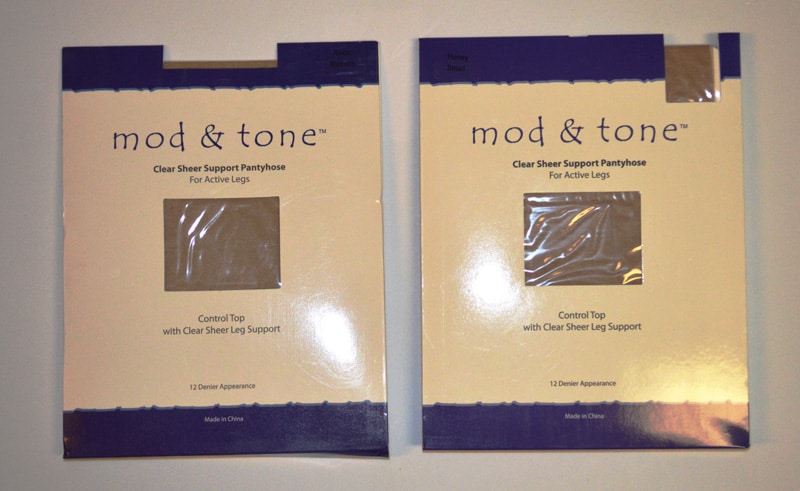 mod & tone™
Clear Sheer Support Pantyhose
For Active Legs
Control Top
with Clear Sheer Leg Support
12 Denier Appearance
Made in China
Honey
mod & tone™
Clear Sheer Support Pantyhose
For Active Legs
Control Top
with Clear Sheer Leg Support
12 Denier Appearance
Made in China